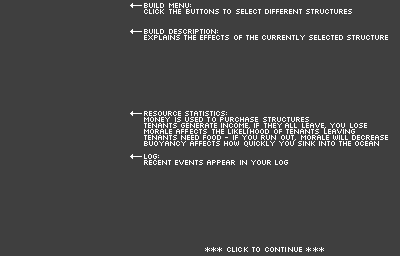 BUILD MENU:
CLICK THE BUTTONS TO SELECT DIFFERENT STRUCTURES
BUILD DESCRIPTION:
EXPLAINS THE EFFECTS OF THE CURRENTLY SELECTED STRUCTURE
RESOURCE STATISTICS:
MONEY IS USED TO PURCHASE STRUCTURES
TENANTS GENERATE INCOME, IF THEY ALL LEAVE, YOU LOSE
MORALE AFFECTS THE LIKELIHOOD OF TENANTS LEAVING
TENANTS NEED FOOD - IF YOU RUN OUT, MORALE WILL DECREASE
BUOYANCY AFFECTS HOW QUICKLY YOU SINK INTO THE OCEAN
LOG:
RECENT EVENTS APPEAR IN YOUR LOG
*** CLICK TO CONTINUE ***